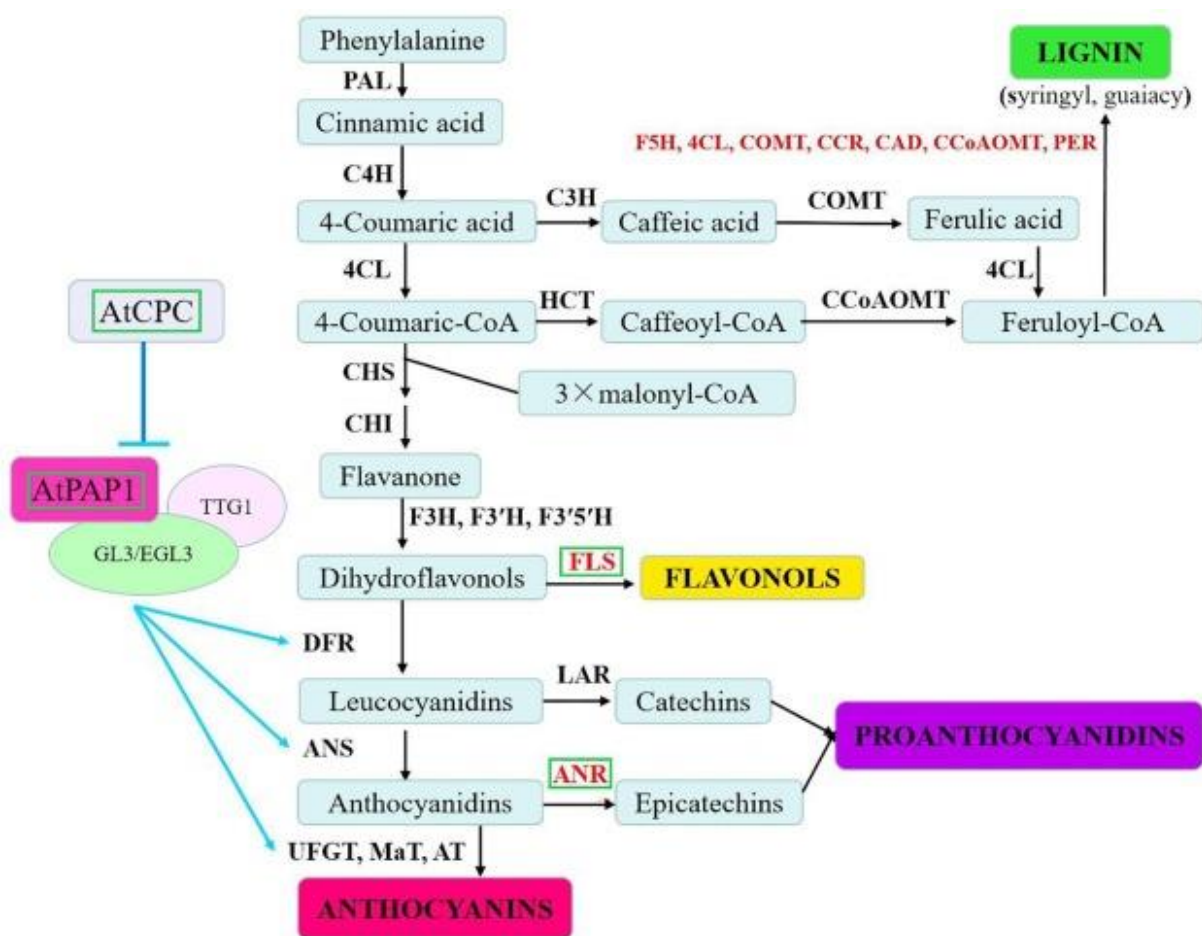 Phenylalanine
LIGNIN
PAL
(syringyl, guaiacy)
Cinnamic acid
F5H, 4CL, COMT, CCR, CAD, CCoAOMT, PER
C4H
C3H
COMT
4-Coumaric acid
Caffeic acid
Ferulic acid
4CL
4CL
AtCPC
HCT
CCoAOMT
4-Coumaric-CoA
Caffeoyl-CoA
Feruloyl-CoA
CHS
3×malonyl-CoA
CHI
Flavanone
AtPAP1
TTG1
F3H, F3'H, F3'5'H
GL3/EGL3
FLS
Dihydroflavonols
FLAVONOLS
DFR
LAR
Leucocyanidins
Catechins
PROANTHOCYANIDINS
ANS
ANR
Anthocyanidins
Epicatechins
UFGT, MaT, AT
ANTHOCYANINS